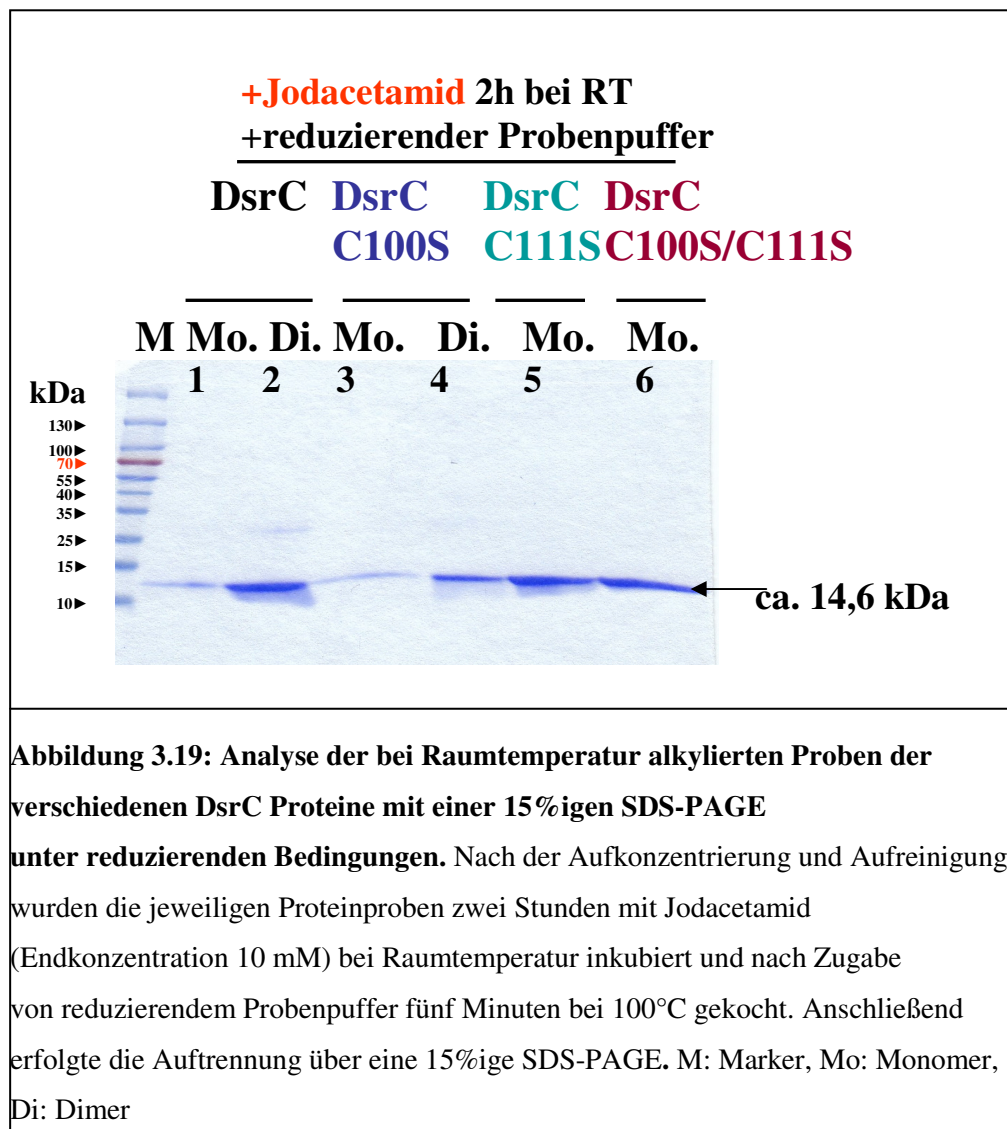 +Jodacetamid 2h bei RT
+reduzierender Probenpuffer
DsrC DsrC DsrC DsrC
C100S C111S C100S/C111S
M Mo. Di. Mo. Di. Mo. Mo.
1 2 3 4 5 6
kDa
130►
100►
70►
55►
40►
35►
25►
15►
10►
ca. 14,6 kDa
Abbildung 3.19: Analyse der bei Raumtemperatur alkylierten Proben der
verschiedenen DsrC Proteine mit einer 15%igen SDS-PAGE
unter reduzierenden Bedingungen. Nach der Aufkonzentrierung und Aufreinigung
wurden die jeweiligen Proteinproben zwei Stunden mit Jodacetamid
(Endkonzentration 10 mM) bei Raumtemperatur inkubiert und nach Zugabe
von reduzierendem Probenpuffer fünf Minuten bei 100°C gekocht. Anschließend
erfolgte die Auftrennung über eine 15%ige SDS-PAGE. M: Marker, Mo: Monomer,
Di: Dimer